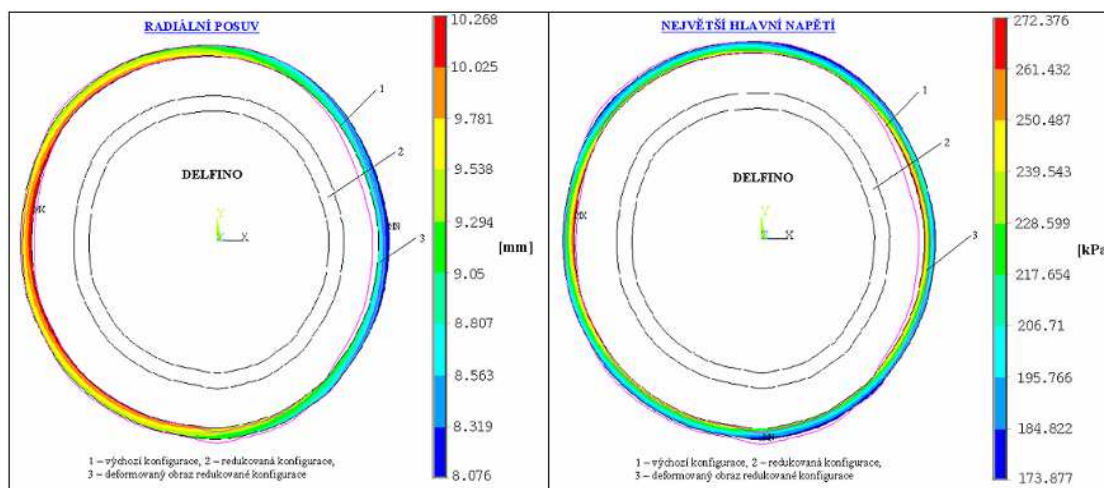 RADIÁLNÍ POSUV
10.268
10.025
9.781
9.538
9.294
9.05
8.807
8.563
8.319
8.076
[mm]
1
2
3
DELFINO
MX
MN
Y
X
1 – výchozí konfigurace, 2 – redukovaná konfigurace,
3 – deformovaný obraz redukované konfigurace
NEJVĚTŠÍ HLAVNÍ NAPĚTÍ
272.376
261.432
250.487
239.543
228.599
217.654
206.71
195.766
184.822
173.877
[kPa]
1
2
3
DELFINO
MX
MN
Y
Z
X
1 – výchozí konfigurace, 2 – redukovaná konfigurace,
3 – deformovaný obraz redukované konfigurace